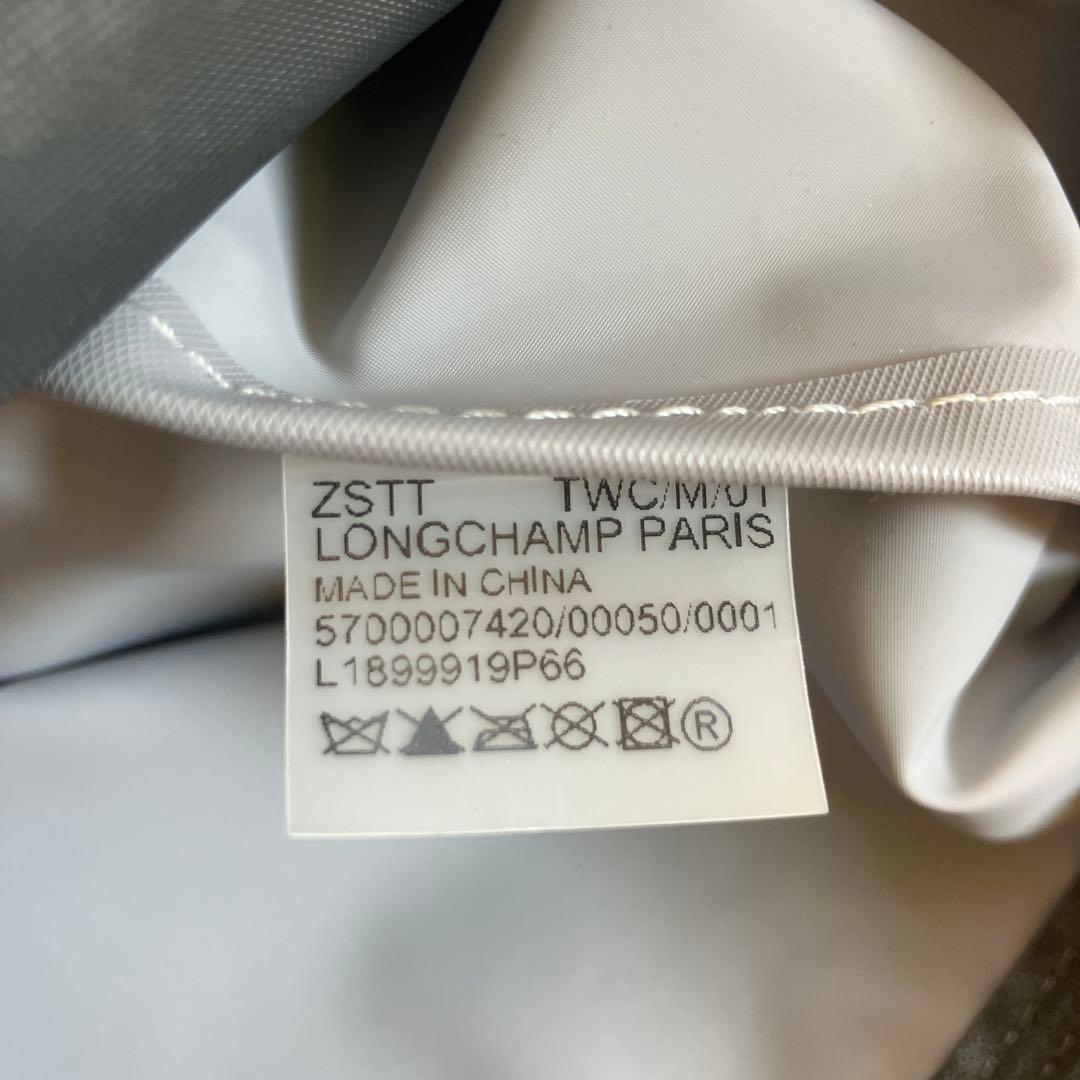 ZSTT TWC/M/01
LONGCHAMP PARIS
MADE IN CHINA
5700007420/00050/0001
L1899919P66
®